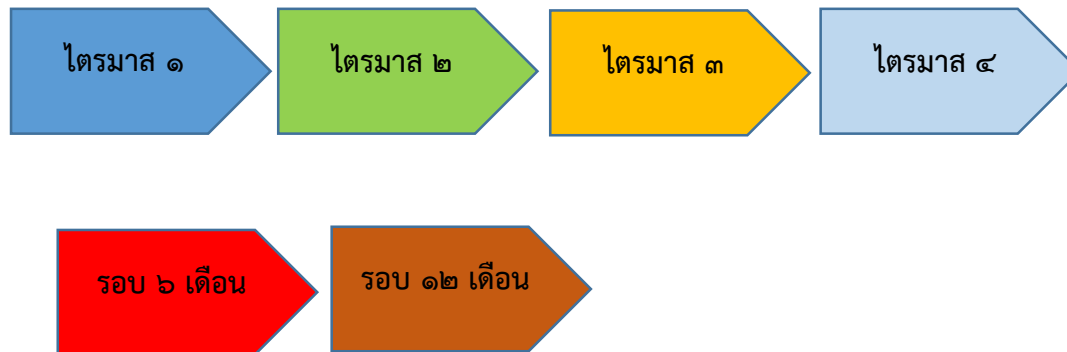 ไตรมาส ๑
ไตรมาส ๒
ไตรมาส ๓
ไตรมาส ๔
รอบ ๖ เดือน
รอบ ๑๒ เดือน